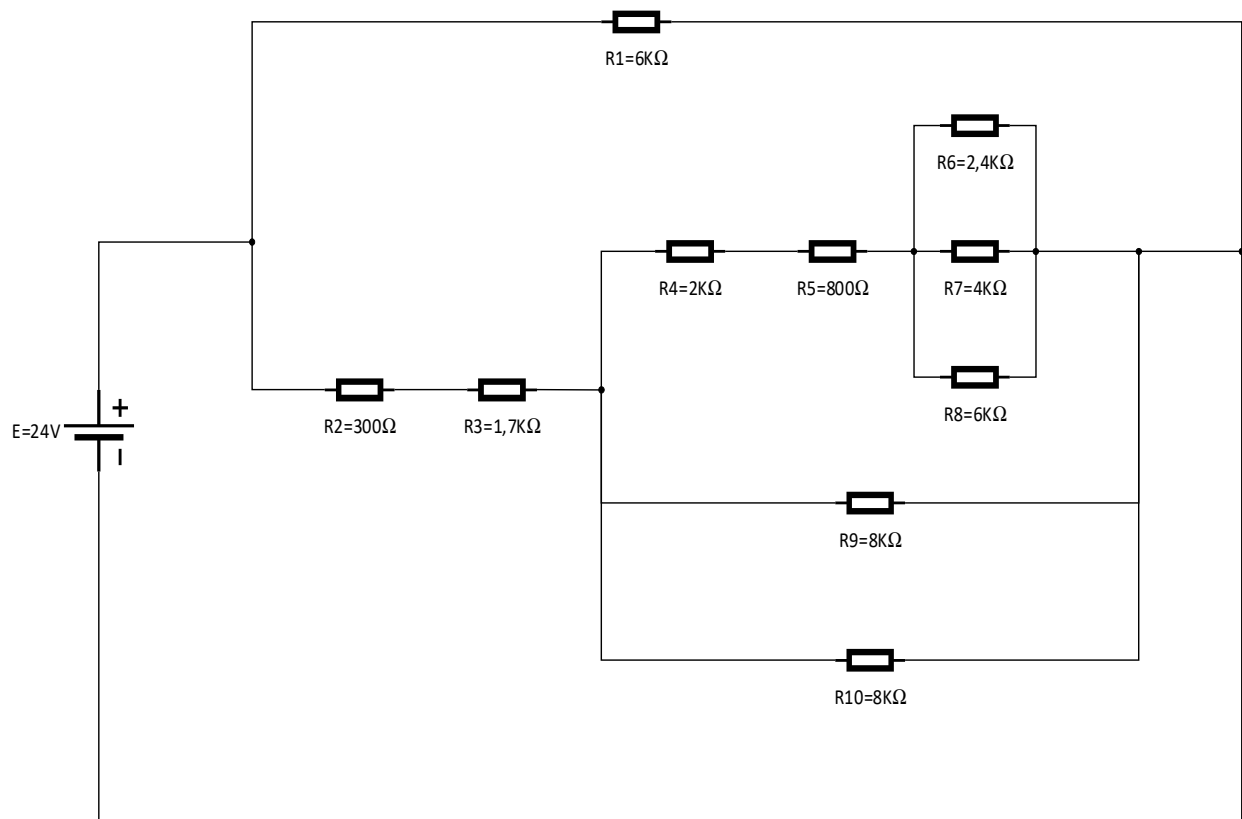 R1=6KΩ
R6=2,4KΩ
R4=2KΩ
R5=800Ω
R7=4KΩ
+
E=24V
R2=300Ω
R3=1,7KΩ
R8=6KΩ
R9=8KΩ
R10=8KΩ